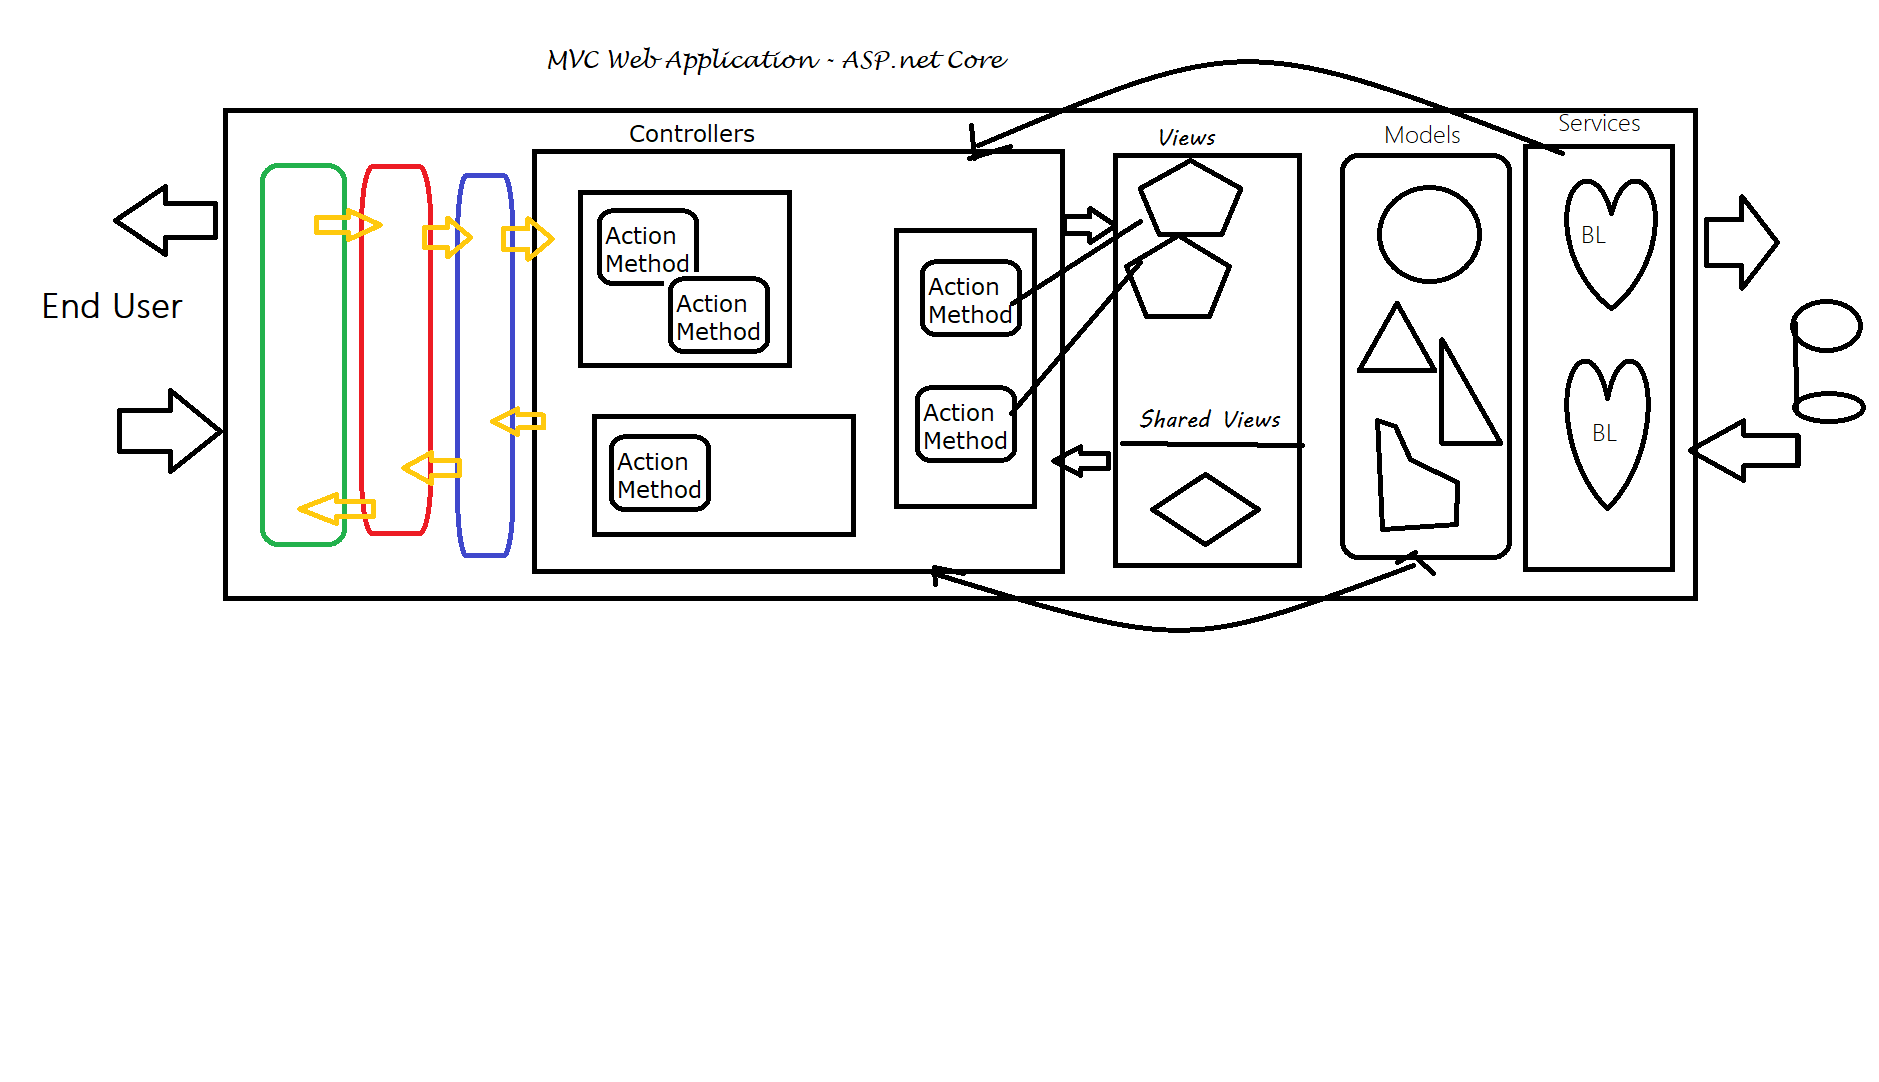 MVC Web Application - ASP.net Core
Controllers
Views
Models
Services
End User
Action
Method
Action
Method
Action
Method
Action
Method
Action
Method
Shared Views
BL
BL